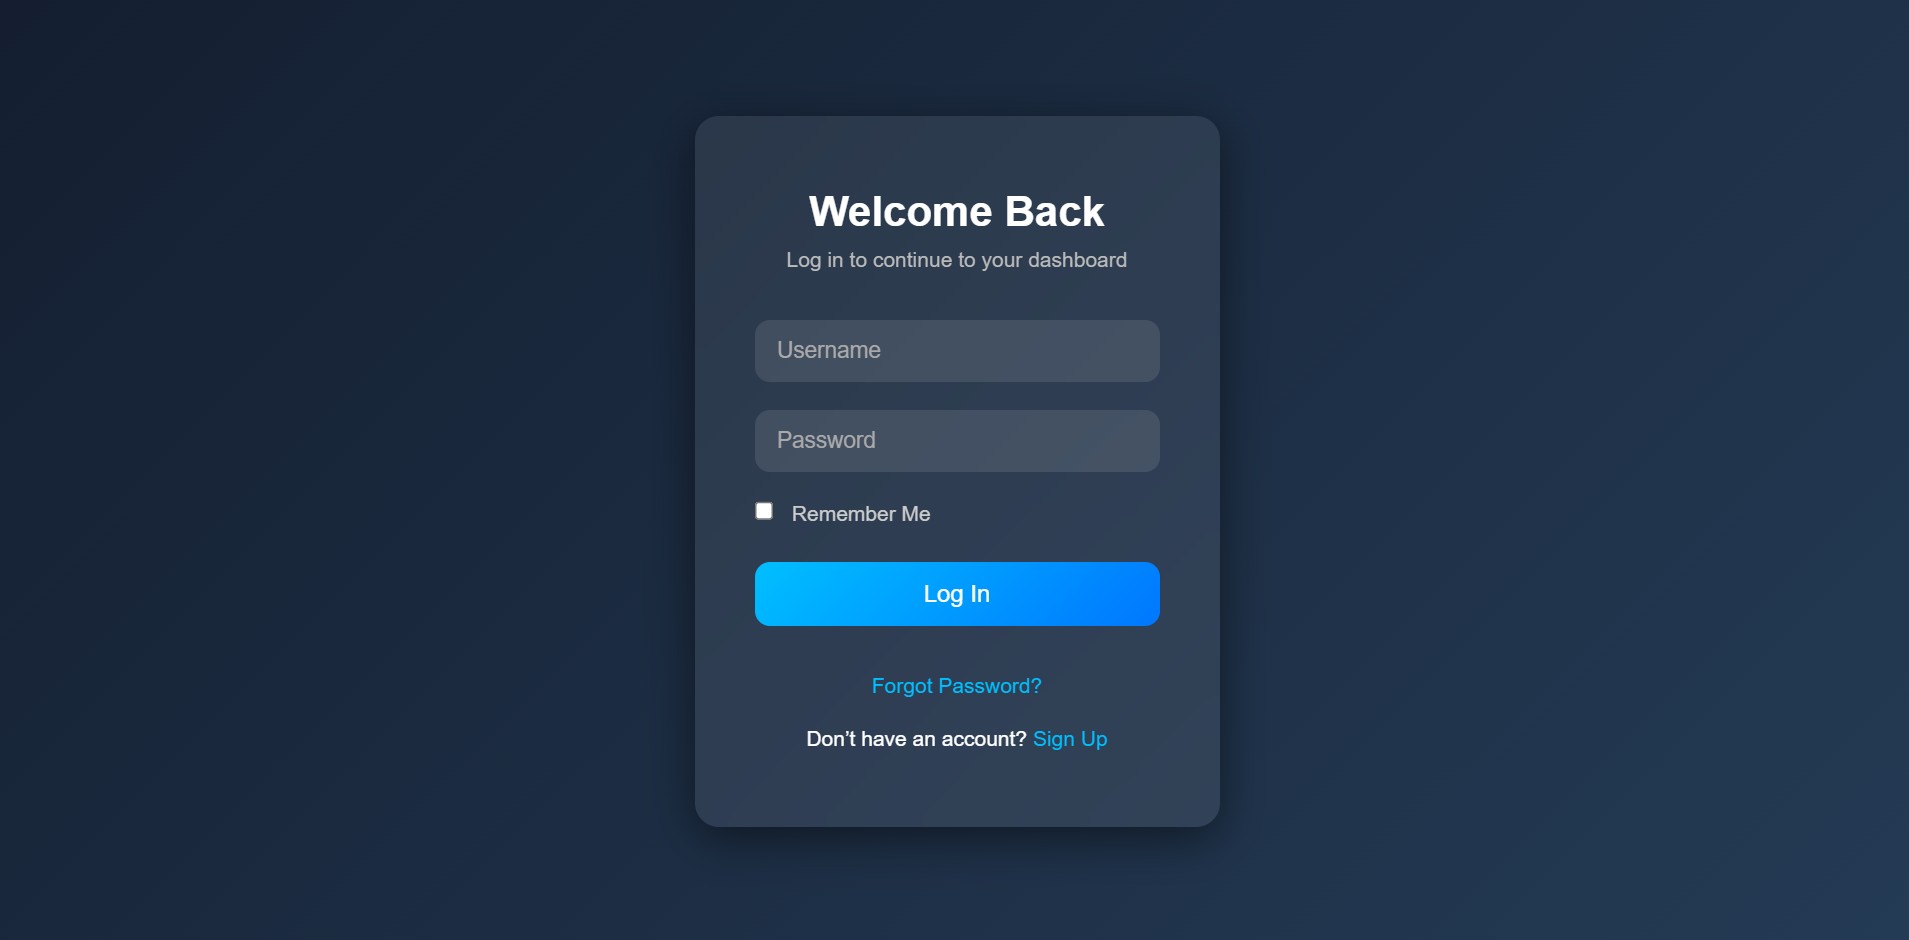 Welcome Back
Log in to continue to your dashboard
Username
Password
Remember Me
Log In
Forgot Password?
Don’t have an account? Sign Up